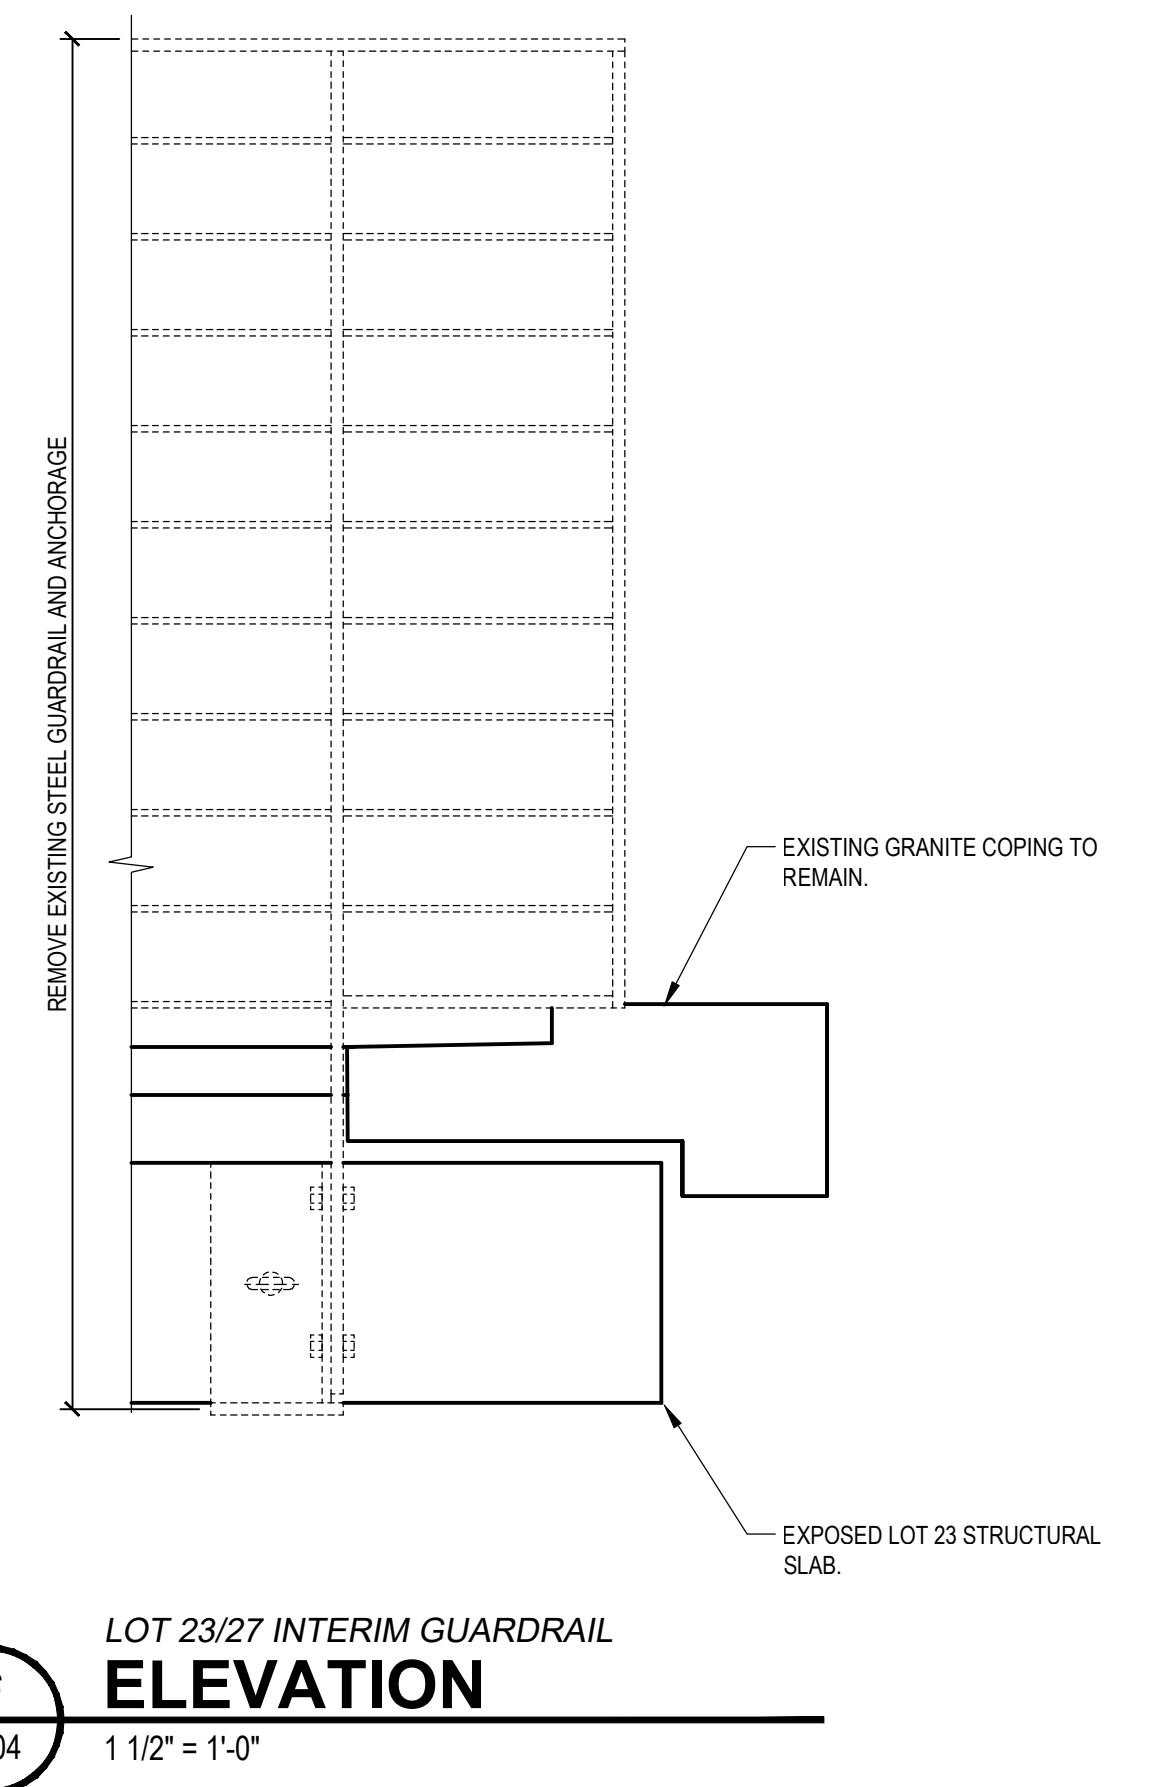 REMOVE EXISTING STEEL GUARDRAIL AND ANCHORAGE
EXISTING GRANITE COPING TO
REMAIN.
EXPOSED LOT 23 STRUCTURAL
SLAB.
LOT 23/27 INTERIM GUARDRAIL
ELEVATION
04
1 1/2" = 1'-0"